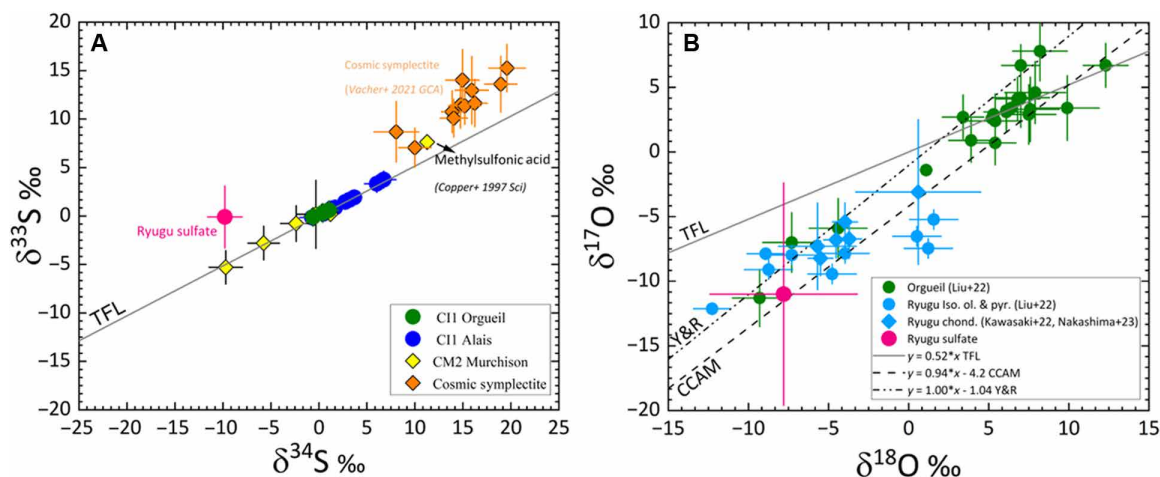 A
δ³³S ‰
20
15
10
5
0
−5
−10
−15
−20
−25
−20
−15
−10
−5
0
5
10
15
20
25
δ³⁴S ‰
Cosmic symplectite
(Vacher+ 2021 GCA)
Methylsulfonic acid
(Copper+ 1997 Sci)
Ryugu sulfate
TFL
CI1 Orgueil
CI1 Alais
CM2 Murchison
Cosmic symplectite
B
δ¹⁷O ‰
10
5
0
−5
−10
−15
−20
−15
−10
−5
0
5
10
15
δ¹⁸O ‰
TFL
Y&R
CCAM
Orgueil (Liu+22)
Ryugu Iso. ol. & pyr. (Liu+22)
Ryugu chond. (Kawasaki+22, Nakashima+23)
Ryugu sulfate
y = 0.52*x TFL
y = 0.94*x - 4.2 CCAM
y = 1.00*x - 1.04 Y&R